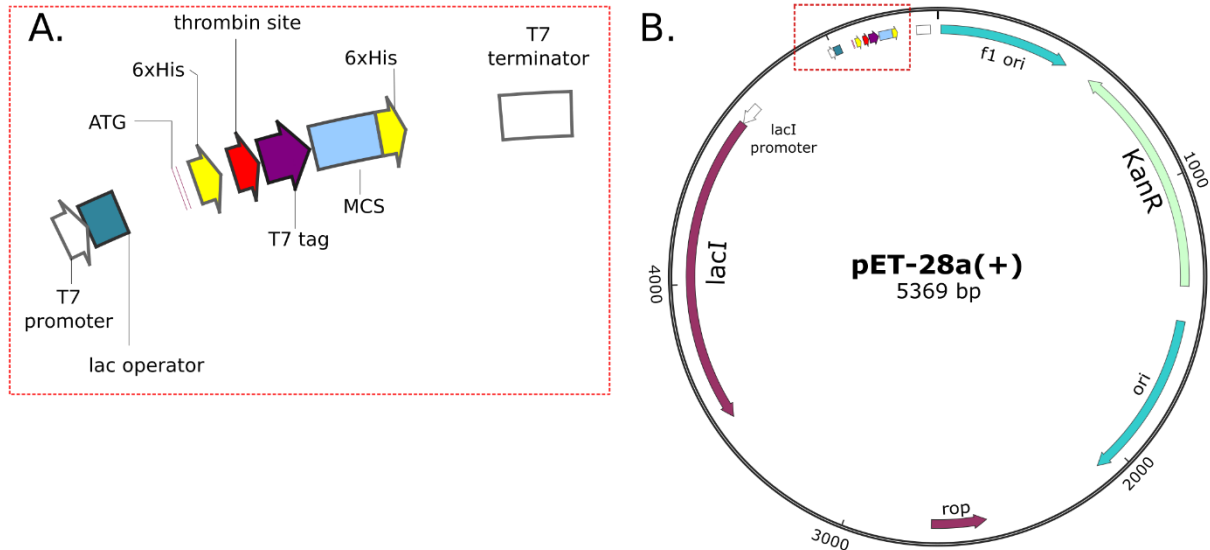 A.
thrombin site
6xHis
ATG
6xHis
T7
terminator
MCS
T7 tag
T7
promoter
lac operator
B.
f1 ori
KanR
1000
lacI
promoter
lacI
4000
pET-28a(+)
5369 bp
ori
2000
rop
3000